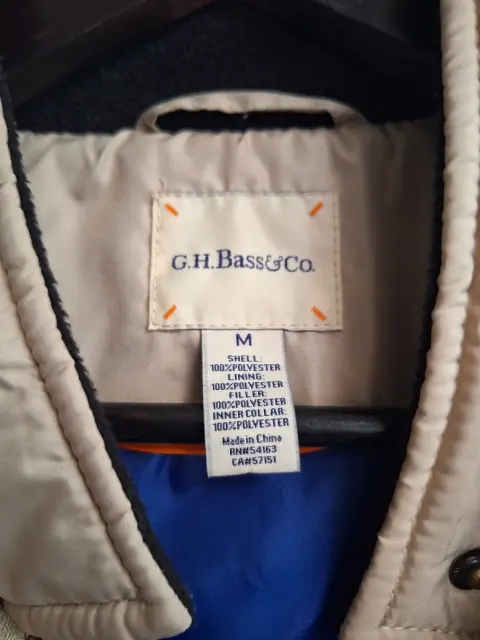 G.H.Bass&Co.
M
SHELL:
100%POLYESTER
LINING:
100%POLYESTER
FILLER:
100%POLYESTER
INNER COLLAR:
100%POLYESTER
Made in China
RN#54163
CA#57151